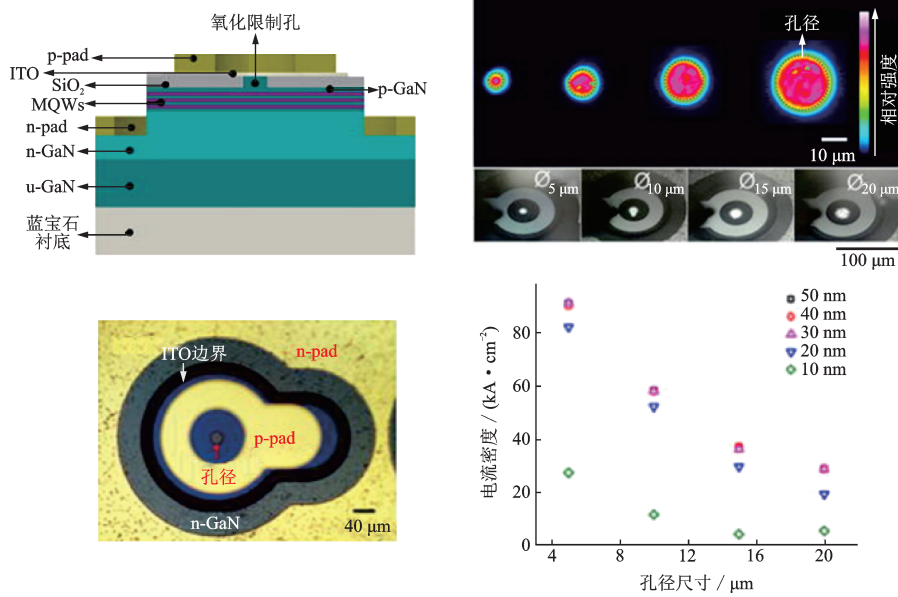 氧化限制孔
p-pad
ITO
SiO₂
MQWs
n-pad
n-GaN
u-GaN
蓝宝石
衬底
p-GaN
孔径
相对强度
10 μm
Ø 5 μm
Ø 10 μm
Ø 15 μm
Ø 20 μm
100 μm
ITO边界
n-pad
p-pad
孔径
n-GaN
40 μm
电流密度 / (kA·cm⁻²)
80
60
40
20
0
50 nm
40 nm
30 nm
20 nm
10 nm
4 8 12 16 20
孔径尺寸 / μm